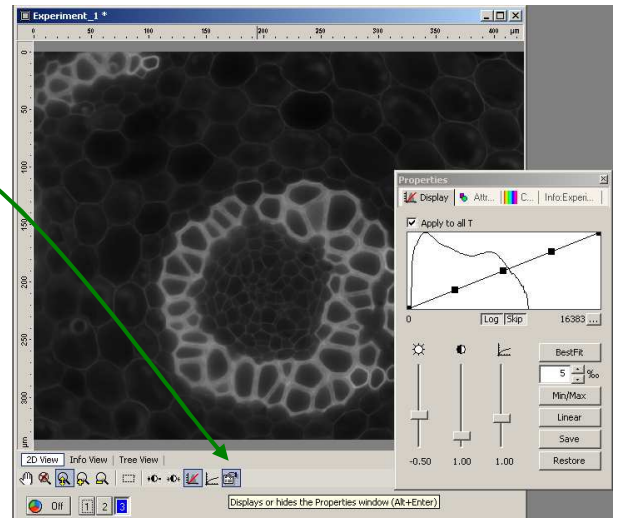 Experiment_1 *
0 50 100 150 200 250 300 350 400 µm
0
50
100
150
200
250
300
µm
Properties
Display Attr... C... Info:Experi...
Apply to all T
0 Log Skip 16383 ...
BestFit
5 ‰
Min/Max
Linear
Save
-0.50 1.00 1.00 Restore
2D View Info View Tree View
Off 1 2 3
Displays or hides the Properties window (Alt+Enter)